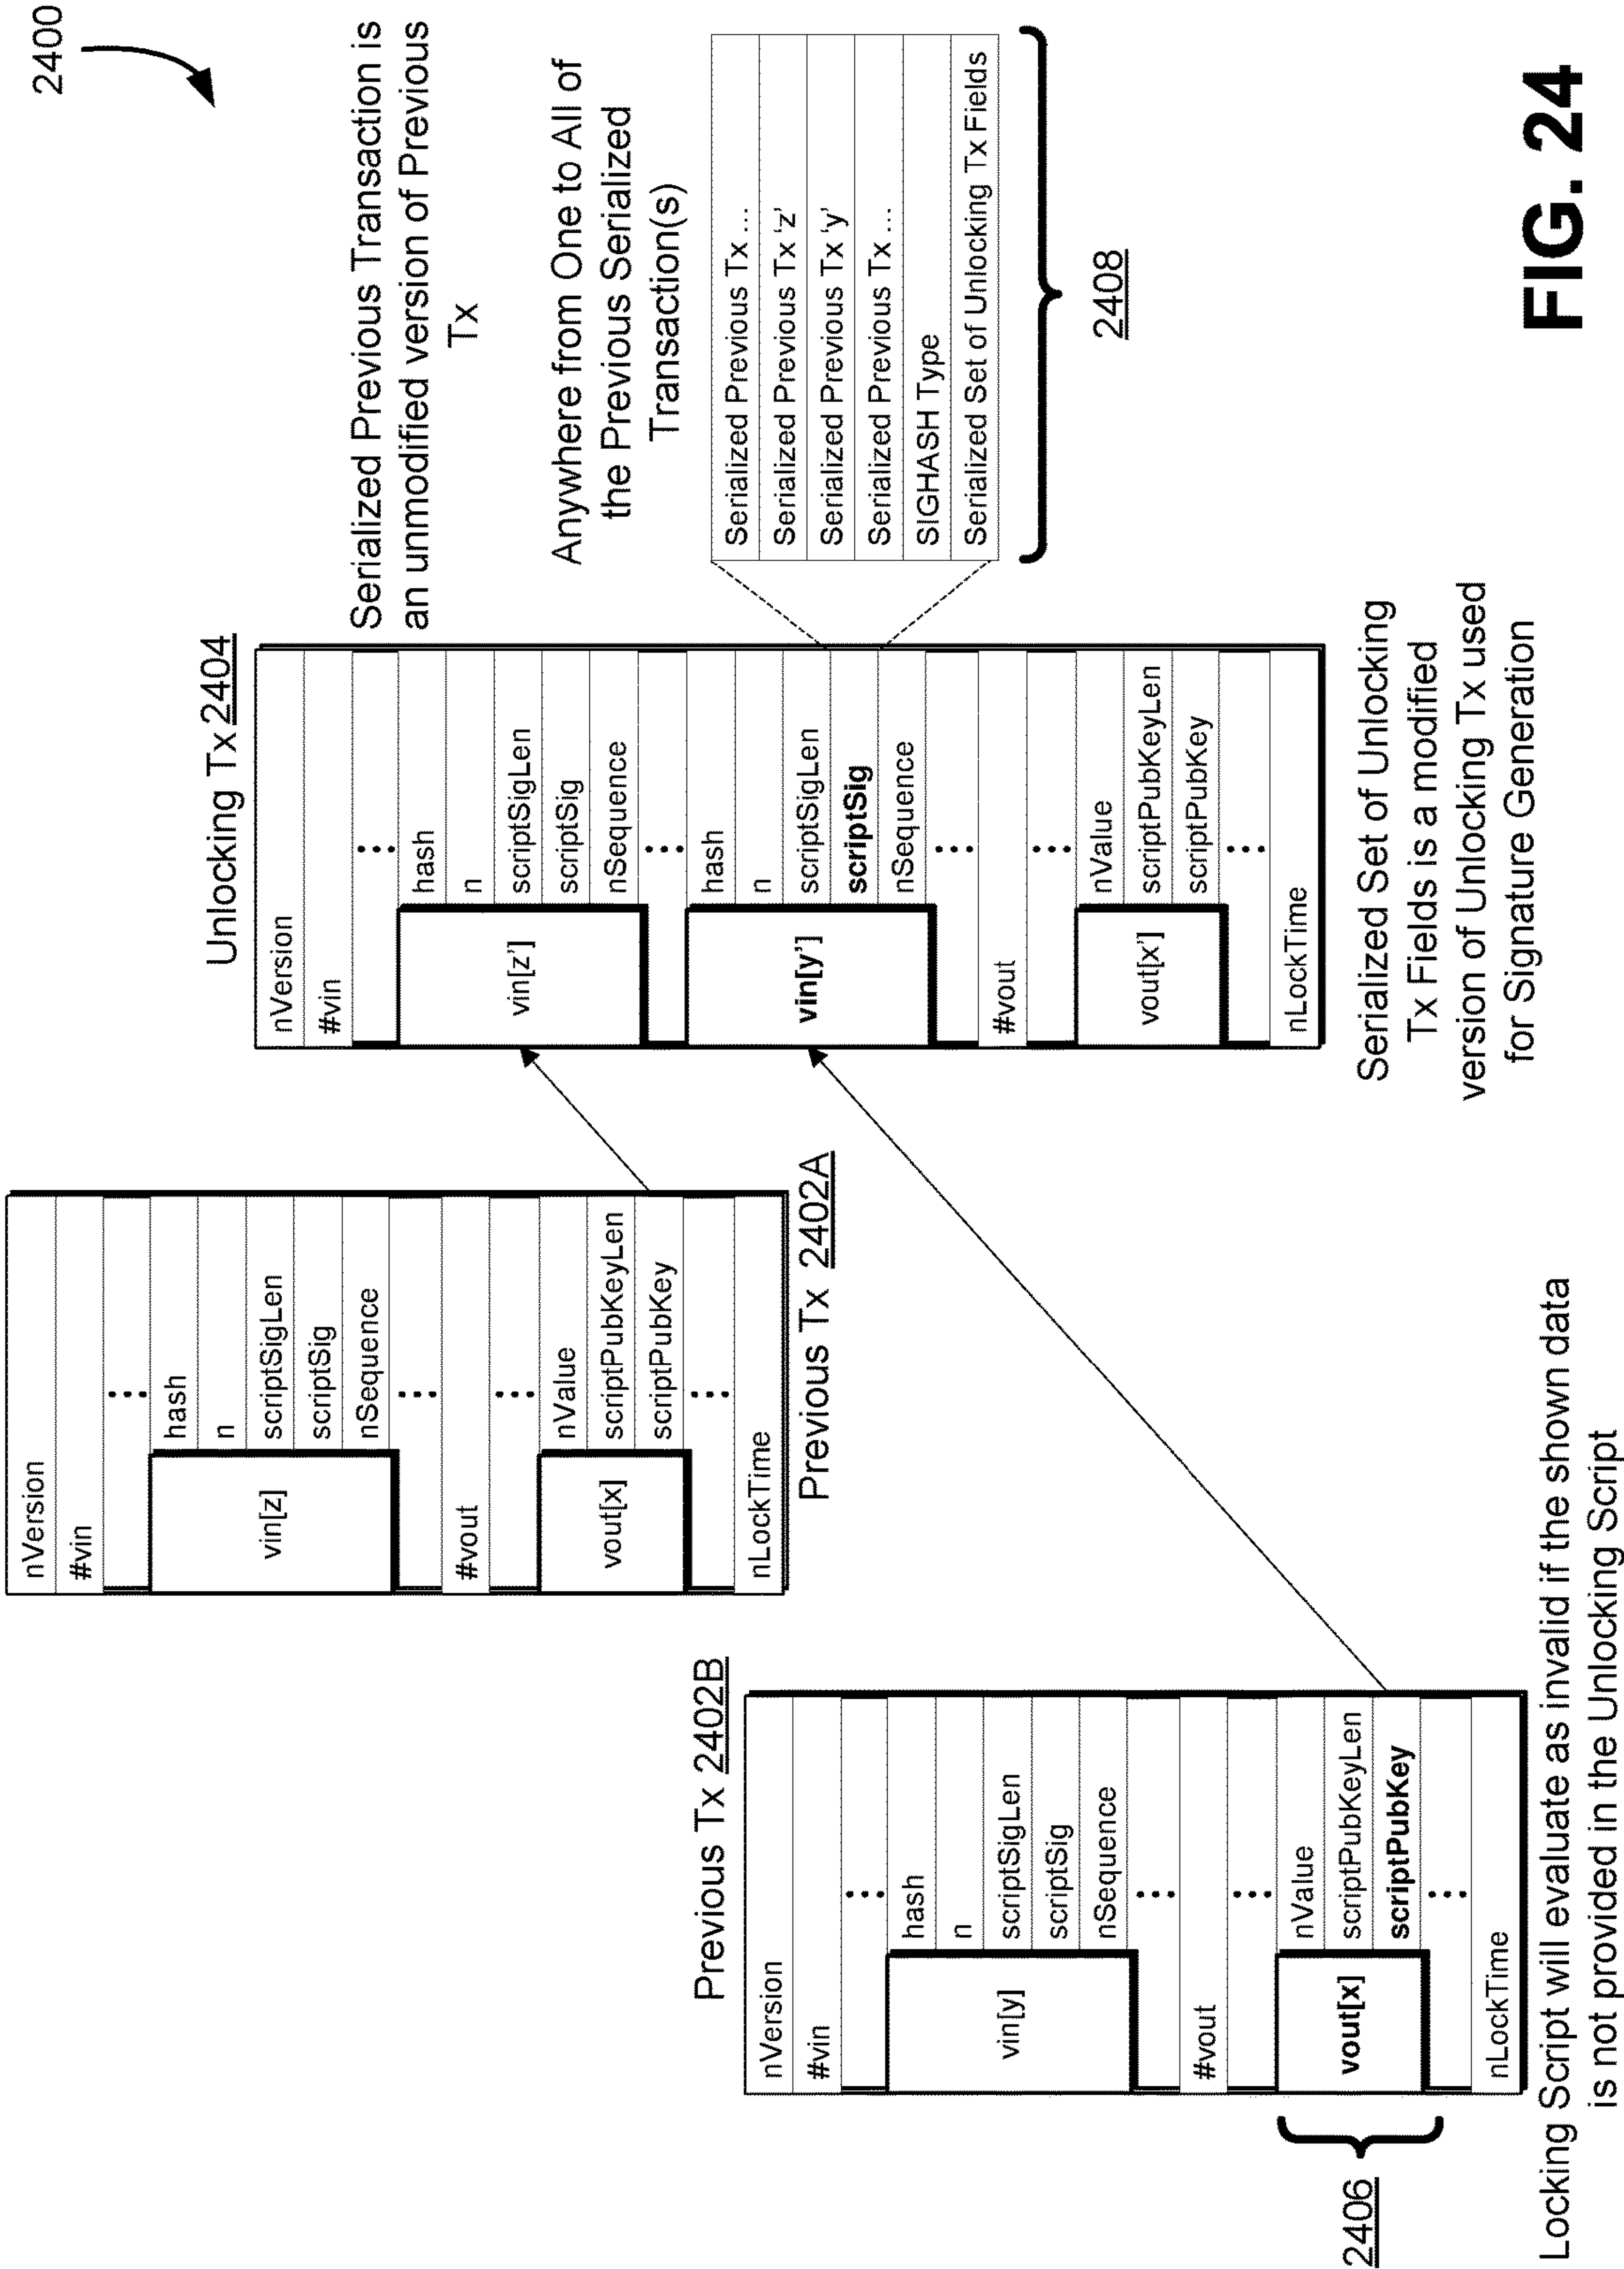 2400
Previous Tx 2402B
nVersion
#vin
...
vin[y]
hash
n
scriptSigLen
scriptSig
nSequence
...
#vout
...
vout[x]
nValue
scriptPubKeyLen
scriptPubKey
...
nLockTime
2406
Locking Script will evaluate as invalid if the shown data
is not provided in the Unlocking Script
nVersion
#vin
...
vin[z]
hash
n
scriptSigLen
scriptSig
nSequence
...
#vout
...
vout[x]
nValue
scriptPubKeyLen
scriptPubKey
...
nLockTime
Previous Tx 2402A
Unlocking Tx 2404
nVersion
#vin
...
vin[z']
hash
n
scriptSigLen
scriptSig
nSequence
...
vin[y']
hash
n
scriptSigLen
scriptSig
nSequence
...
#vout
...
vout[x']
nValue
scriptPubKeyLen
scriptPubKey
...
nLockTime
Serialized Set of Unlocking
Tx Fields is a modified
version of Unlocking Tx used
for Signature Generation
Serialized Previous Transaction is
an unmodified version of Previous
Tx
Anywhere from One to All of
the Previous Serialized
Transaction(s)
Serialized Previous Tx ...
Serialized Previous Tx 'z'
Serialized Previous Tx 'y'
Serialized Previous Tx ...
SIGHASH Type
Serialized Set of Unlocking Tx Fields
2408
FIG. 24